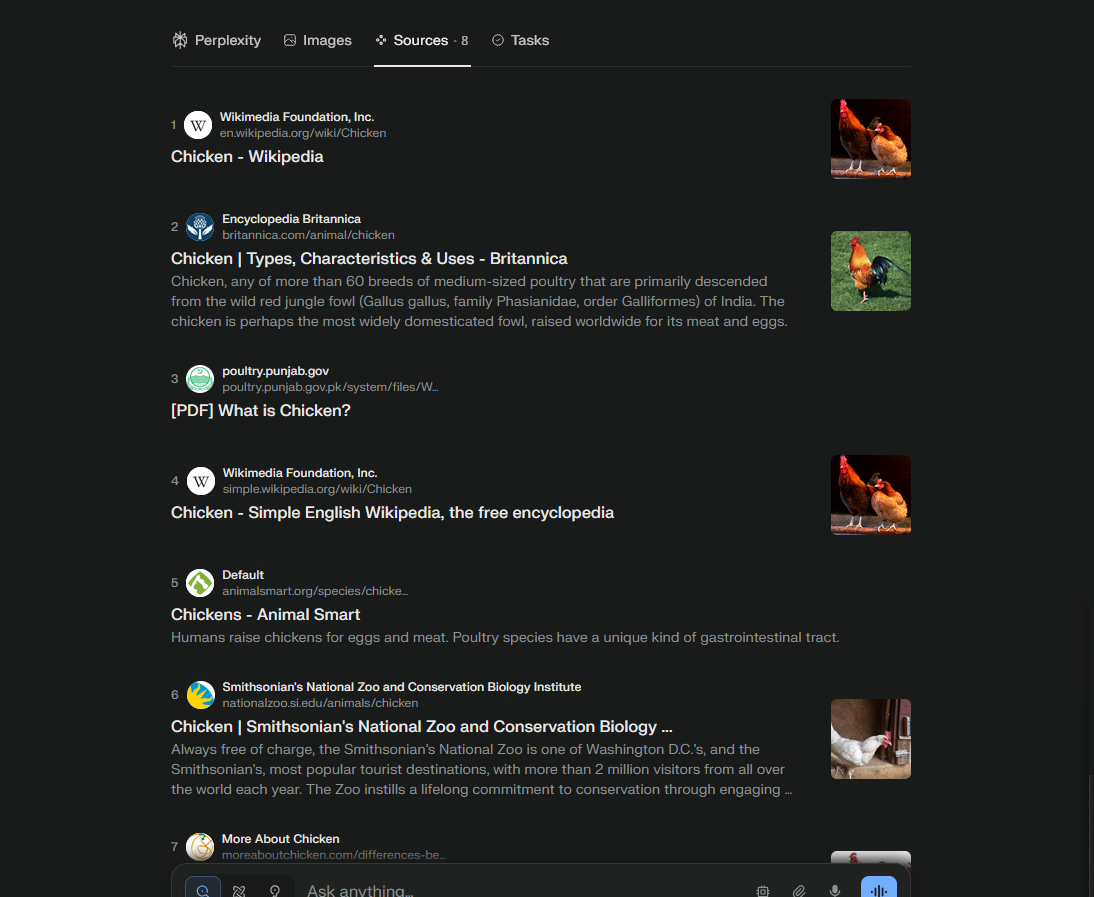 Perplexity Images Sources · 8 Tasks
1 W Wikimedia Foundation, Inc.
en.wikipedia.org/wiki/Chicken
Chicken - Wikipedia
2 Encyclopedia Britannica
britannica.com/animal/chicken
Chicken | Types, Characteristics & Uses - Britannica
Chicken, any of more than 60 breeds of medium-sized poultry that are primarily descended
from the wild red jungle fowl (Gallus gallus, family Phasianidae, order Galliformes) of India. The
chicken is perhaps the most widely domesticated fowl, raised worldwide for its meat and eggs.
3 poultry.punjab.gov
poultry.punjab.gov.pk/system/files/W...
[PDF] What is Chicken?
4 W Wikimedia Foundation, Inc.
simple.wikipedia.org/wiki/Chicken
Chicken - Simple English Wikipedia, the free encyclopedia
5 Default
animalsmart.org/species/chicke...
Chickens - Animal Smart
Humans raise chickens for eggs and meat. Poultry species have a unique kind of gastrointestinal tract.
6 Smithsonian's National Zoo and Conservation Biology Institute
nationalzoo.si.edu/animals/chicken
Chicken | Smithsonian's National Zoo and Conservation Biology ...
Always free of charge, the Smithsonian’s National Zoo is one of Washington D.C.’s, and the
Smithsonian’s, most popular tourist destinations, with more than 2 million visitors from all over
the world each year. The Zoo instills a lifelong commitment to conservation through engaging ...
7 More About Chicken
moreaboutchicken.com/differences-be...
Ask anything...